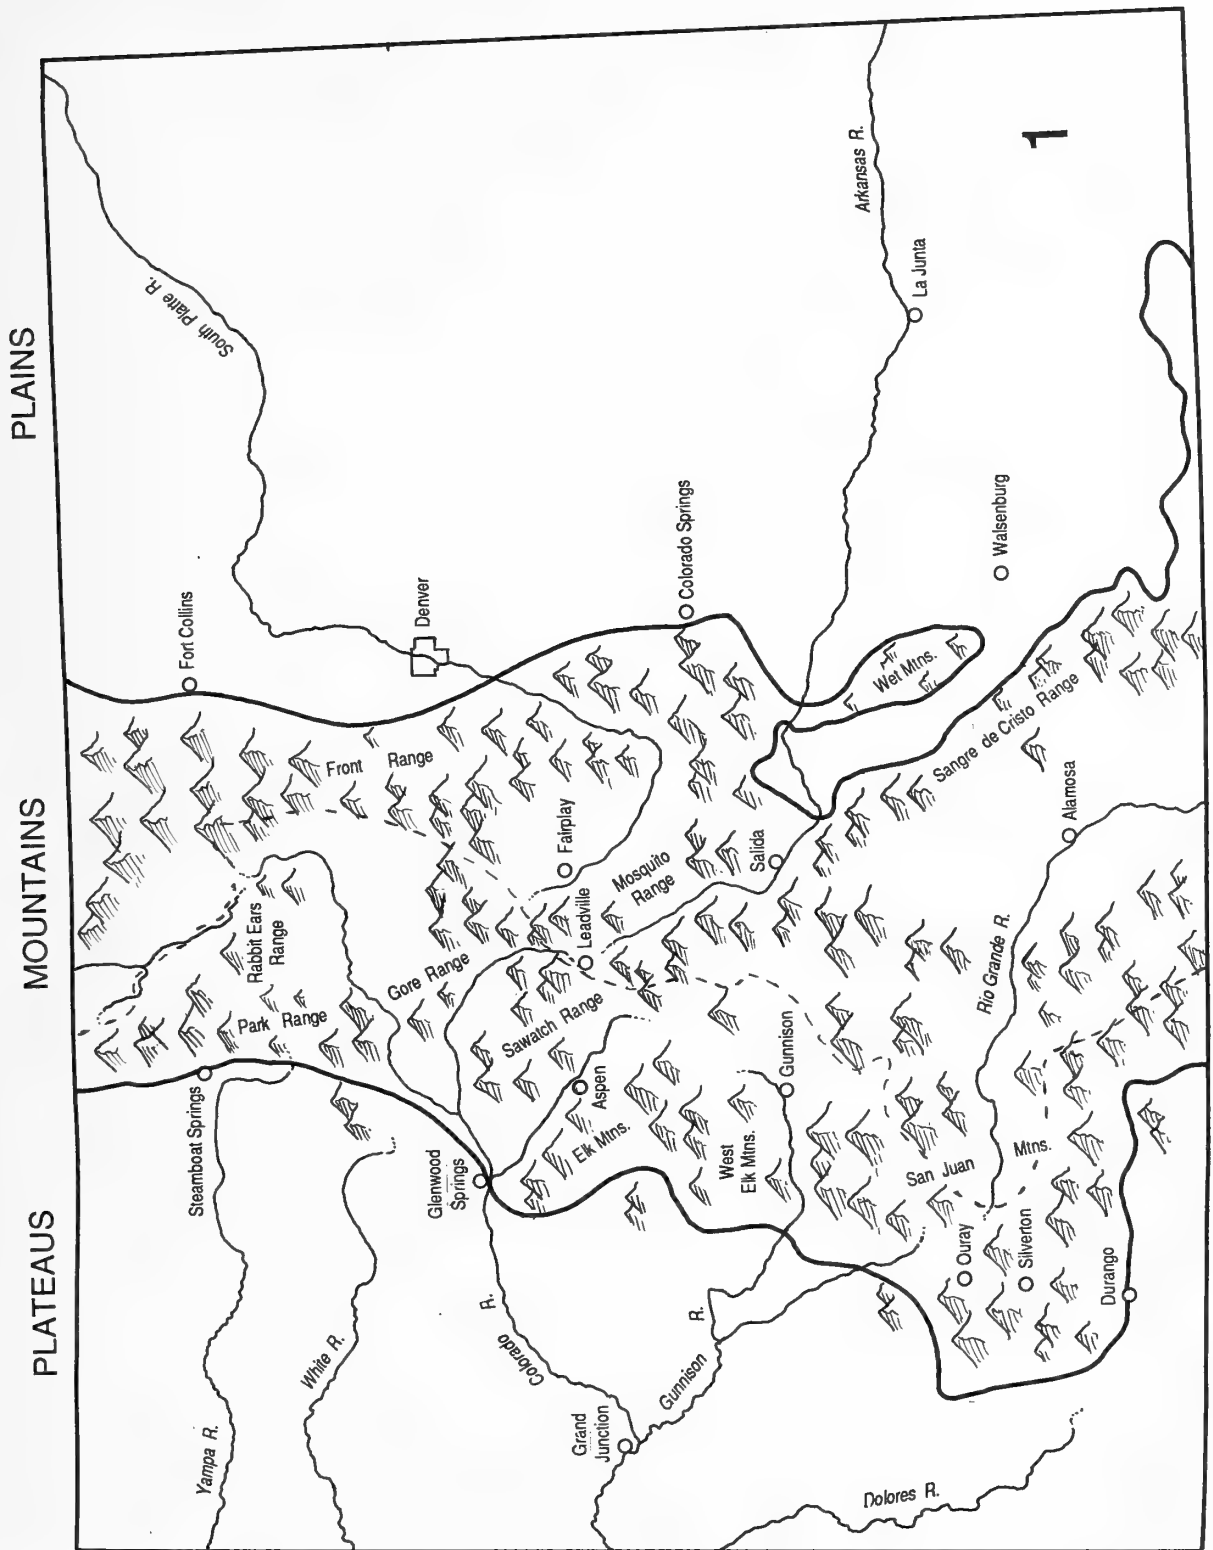 PLATEAUS
MOUNTAINS
PLAINS
Yampa R.
White R.
Steamboat Springs
Park Range
Rabbit Ears
Range
Front Range
Fort Collins
South Platte R.
Denver
Glenwood
Springs
Colorado R.
Gore Range
Sawatch Range
Aspen
Elk Mtns.
Leadville
Fairplay
Mosquito
Range
Grand
Junction
Gunnison R.
West
Elk Mtns.
Gunnison
Salida
Colorado Springs
Wet Mtns.
Arkansas R.
La Junta
Walsenburg
Sangre de Cristo Range
Alamosa
Rio Grande R.
San Juan Mtns.
Ouray
Silverton
Durango
Dolores R.
1